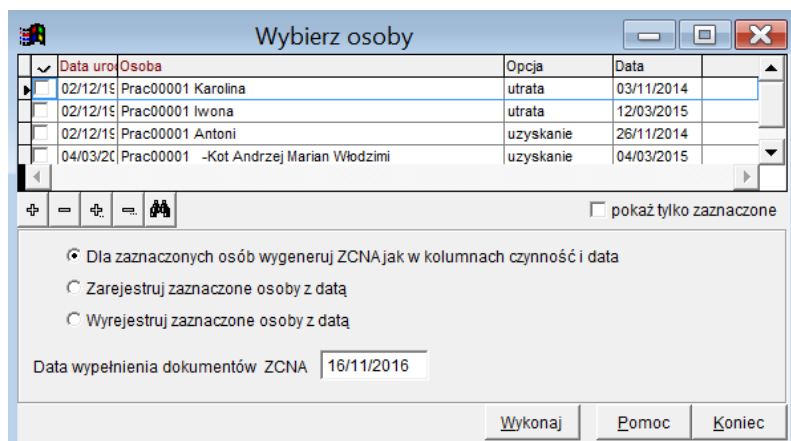 Wybierz osoby
Data uro Osoba Opcja Data
02/12/19 Prac00001 Karolina utrata 03/11/2014
02/12/19 Prac00001 Iwona utrata 12/03/2015
02/12/19 Prac00001 Antoni uzyskanie 26/11/2014
04/03/20 Prac00001 -Kot Andrzej Marian Włodzimi uzyskanie 04/03/2015
pokaż tylko zaznaczone
Dla zaznaczonych osób wygeneruj ZCNA jak w kolumnach czynność i data
Zarejestruj zaznaczone osoby z datą
Wyrejestruj zaznaczone osoby z datą
Data wypełnienia dokumentów ZCNA 16/11/2016
Wykonaj Pomoc Koniec